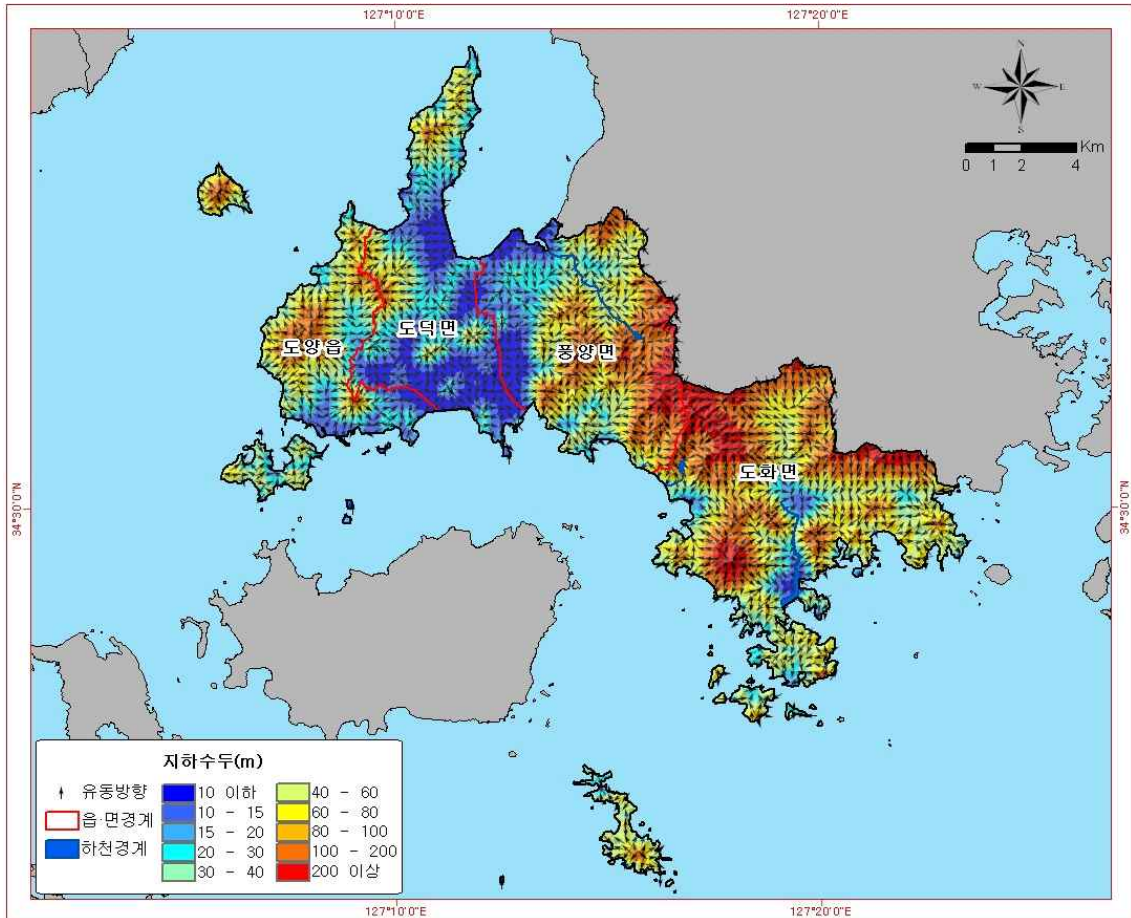 127°10'0"E
127°20'0"E
N
W
E
S
Km
0 1 2 4
도양읍
도덕면
풍양면
도화면
34°30'0"N
34°30'0"N
지하수두(m)
유동방향
읍·면경계
하천경계
10 이하
10 - 15
15 - 20
20 - 30
30 - 40
40 - 60
60 - 80
80 - 100
100 - 200
200 이상
127°10'0"E
127°20'0"E